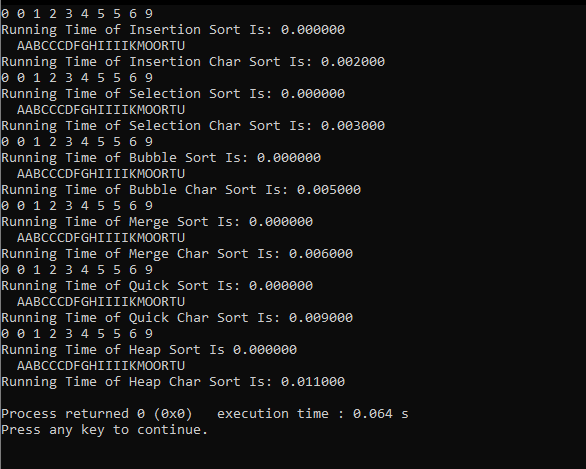 0 0 1 2 3 4 5 5 6 9
Running Time of Insertion Sort Is: 0.000000
  AABCCCDFGHIIIIKMOORTU
Running Time of Insertion Char Sort Is: 0.002000
0 0 1 2 3 4 5 5 6 9
Running Time of Selection Sort Is: 0.000000
  AABCCCDFGHIIIIKMOORTU
Running Time of Selection Char Sort Is: 0.003000
0 0 1 2 3 4 5 5 6 9
Running Time of Bubble Sort Is: 0.000000
  AABCCCDFGHIIIIKMOORTU
Running Time of Bubble Char Sort Is: 0.005000
0 0 1 2 3 4 5 5 6 9
Running Time of Merge Sort Is: 0.000000
  AABCCCDFGHIIIIKMOORTU
Running Time of Merge Char Sort Is: 0.006000
0 0 1 2 3 4 5 5 6 9
Running Time of Quick Sort Is: 0.000000
  AABCCCDFGHIIIIKMOORTU
Running Time of Quick Char Sort Is: 0.009000
0 0 1 2 3 4 5 5 6 9
Running Time of Heap Sort Is 0.000000
  AABCCCDFGHIIIIKMOORTU
Running Time of Heap Char Sort Is: 0.011000

Process returned 0 (0x0)   execution time : 0.064 s
Press any key to continue.